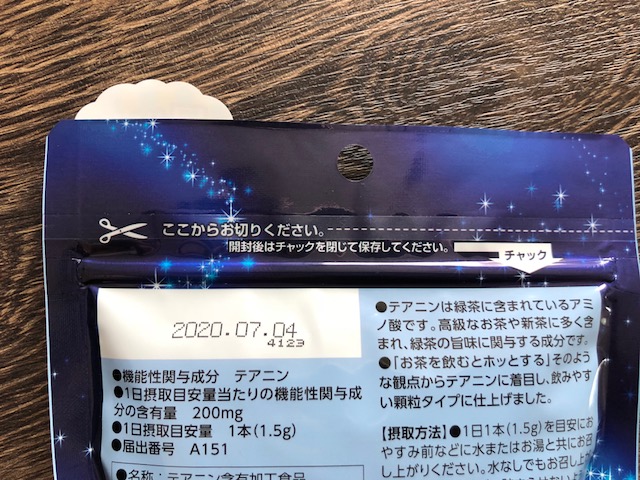 ここからお切りください。
開封後はチャックを閉じて保存してください。
チャック
2020.07.04
4123
●機能性関与成分 テアニン
●1日摂取目安量当たりの機能性関与成
分の含有量 200mg
●1日摂取目安量 1本(1.5g)
●届出番号 A151
●名称：テアニン含有加工食品
●テアニンは緑茶に含まれているアミ
ノ酸です。高級なお茶や新茶に多く含
まれ、緑茶の旨味に関与する成分です。
●「お茶を飲むとホッとする」そのよう
な観点からテアニンに着目し、飲みやす
い顆粒タイプに仕上げました。
【摂取方法】●1日1本(1.5g)を目安にお
やすみ前などに水またはお湯と共にお召
し上がりください。水なしでもお召し上